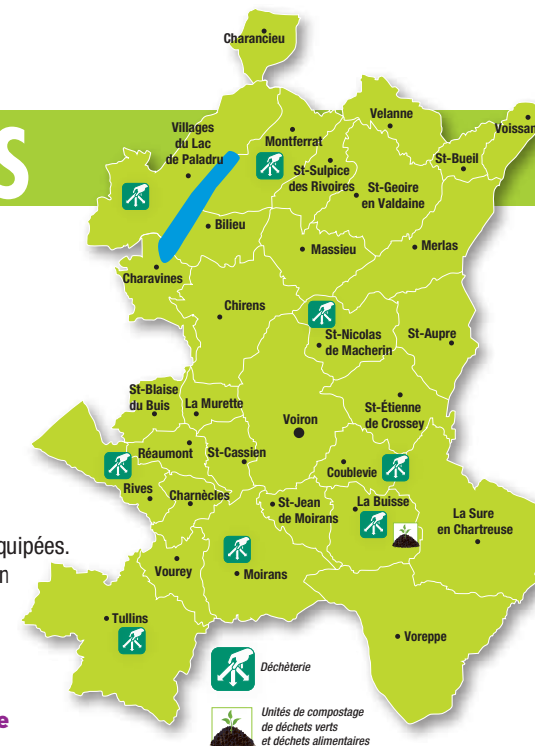 S
Charancieu
Velanne
Voissant
Villages
du Lac
de Paladru
Montferrat
St-Bueil
St-Sulpice
des Rivoires
St-Geoire
en Valdaine
Bilieu
Massieu
Merlas
Charavines
Chirens
St-Nicolas
de Macherin
St-Aupre
St-Blaise
du Buis
La Murette
Voiron
St-Étienne
de Crossey
Réaumont
St-Cassien
Coublevie
Rives
Charnècles
St-Jean
de Moirans
La Buisse
La Sure
en Chartreuse
quipées.
n
Vourey
Moirans
Tullins
Voreppe
Déchèterie
Unités de compostage
de déchets verts
et déchets alimentaires
e